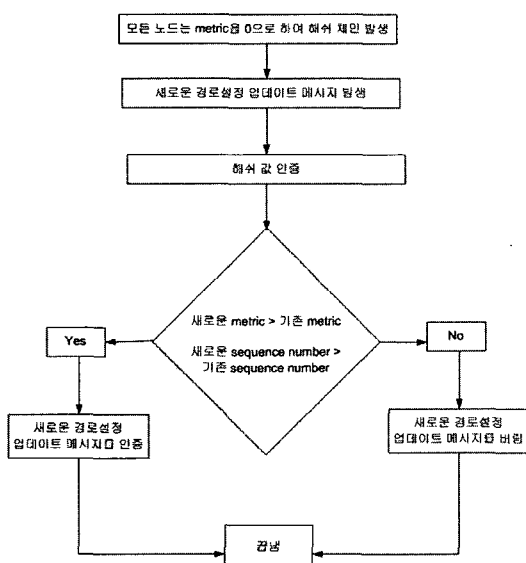 모든 노드는 metric을 0으로 하여 해쉬 체인 발생
새로운 경로설정 업데이트 메시지 발생
해쉬 값 인증
새로운 metric > 기존 metric
새로운 sequence number >
기존 sequence number
Yes
No
새로운 경로설정
업데이트 메시지를 인증
새로운 경로설정
업데이트 메시지를 버림
끝냄